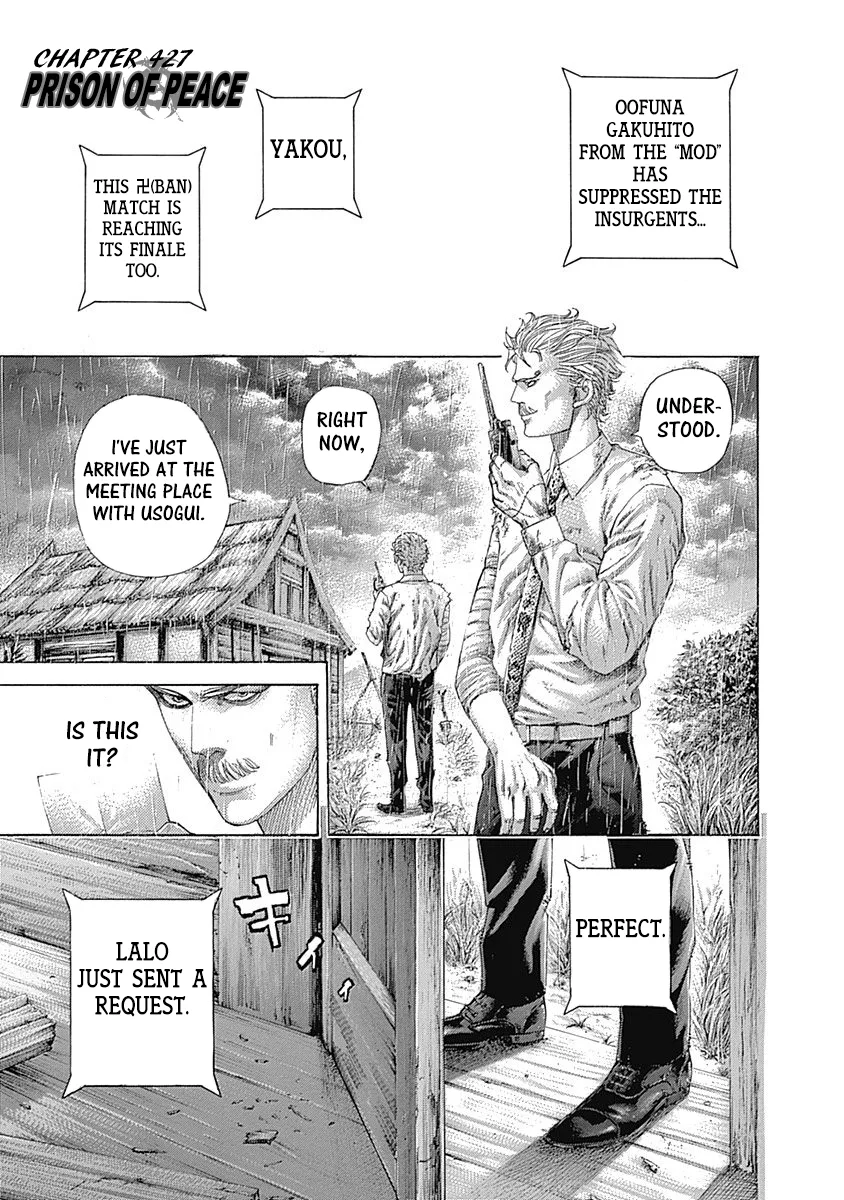 CHAPTER 427
PRISON OF PEACE
OOFUNA
GAKUHITO
FROM THE "MOD"
HAS
SUPPRESSED THE
INSURGENTS...
YAKOU,
THIS 卍(BAN)
MATCH IS
REACHING
ITS FINALE
TOO.
UNDER-
STOOD.
RIGHT
NOW,
I'VE JUST
ARRIVED AT THE
MEETING PLACE
WITH USOGUI.
IS THIS
IT?
PERFECT.
キィィ
LALO
JUST SENT A
REQUEST.